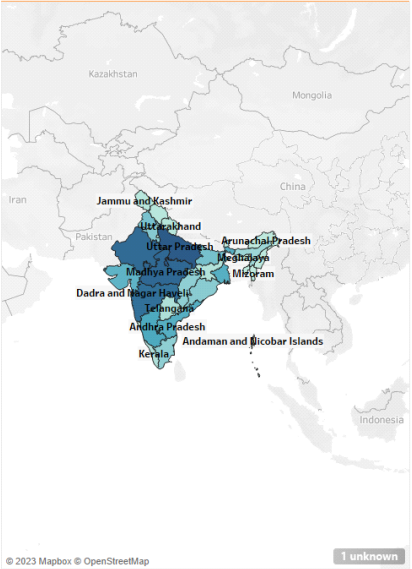 Kazakhstan
Mongolia
China
Iran
Jammu and Kashmir
Pakistan
Uttarakhand
Uttar Pradesh
Arunachal Pradesh
Meghalaya
Madhya Pradesh
Mizoram
Dadra and Nagar Haveli
Telangana
Andhra Pradesh
Andaman and Nicobar Islands
Kerala
Indonesia
1 unknown
© 2023 Mapbox © OpenStreetMap